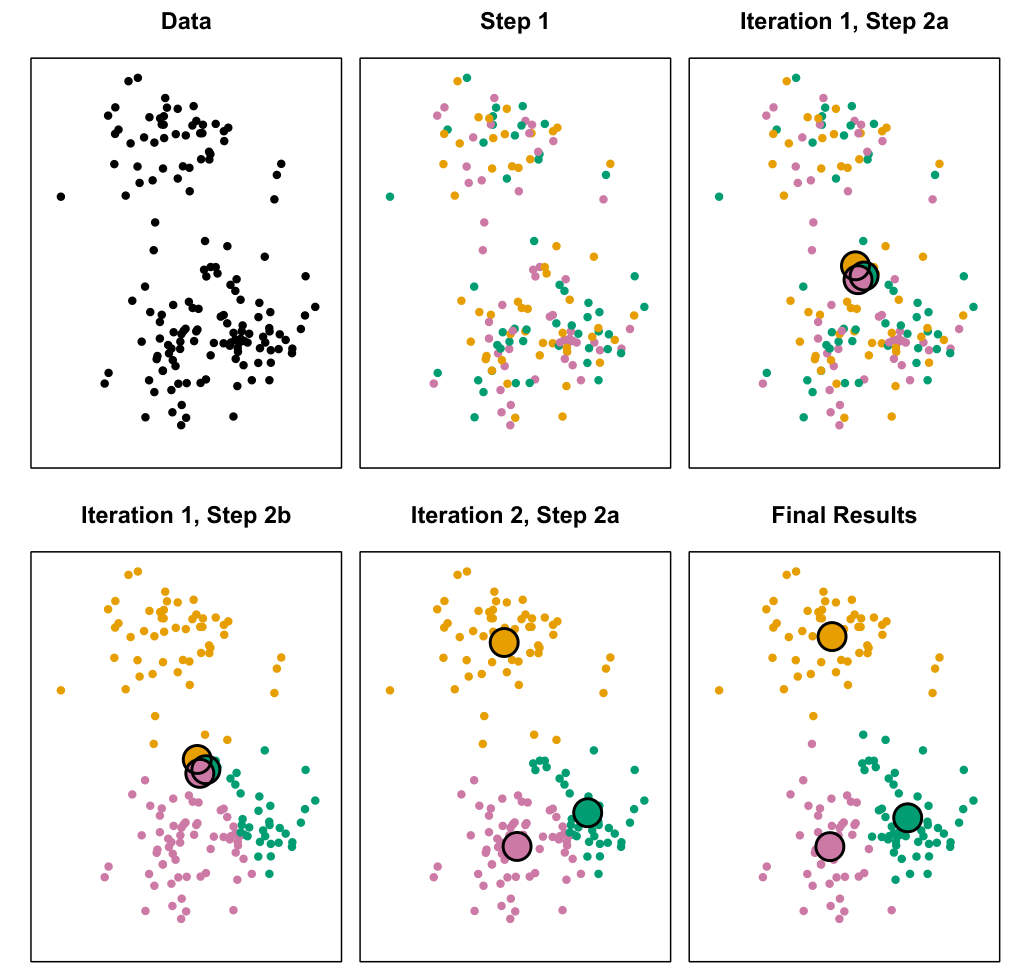 Data
Step 1
Iteration 1, Step 2a
Iteration 1, Step 2b
Iteration 2, Step 2a
Final Results